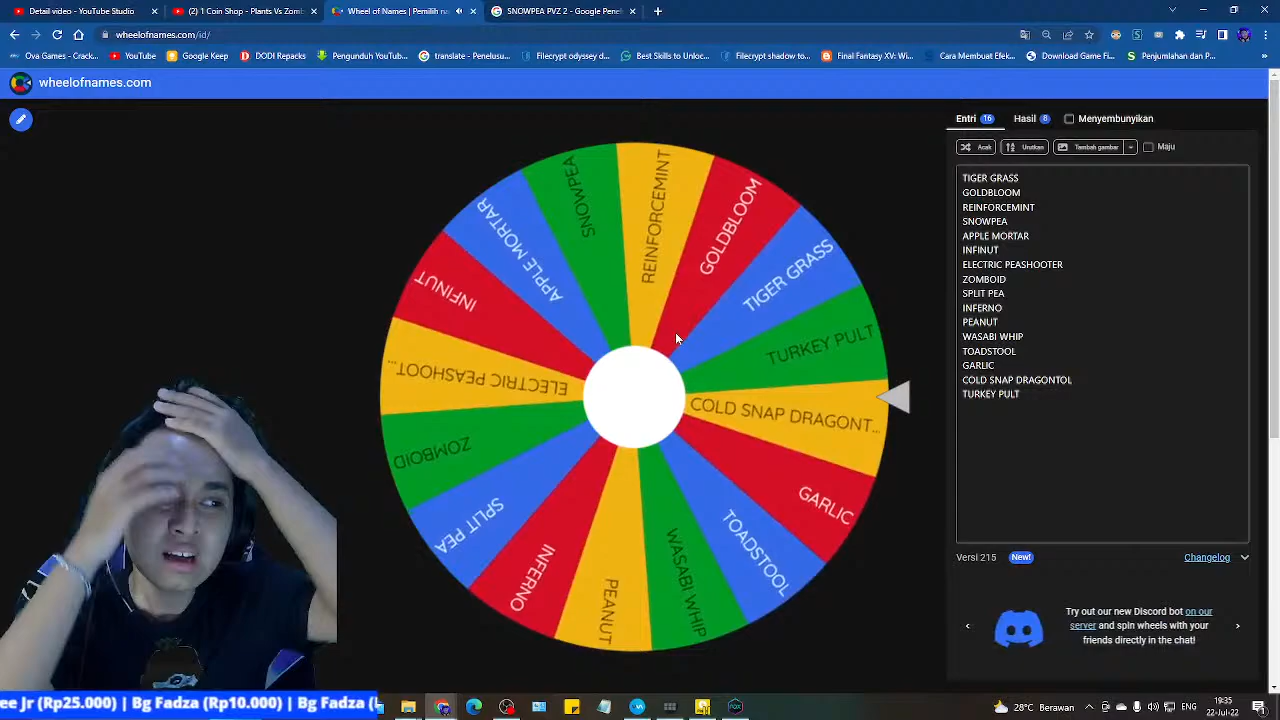 Detail video - YouTube
(2) 1 Coin Shop - Plants Vs Zomb
Wheel of Names | Pemilih na
SNOWPEA PVZ 2 - Google Penel
wheelofnames.com/id/
Ova Games - Crack...
YouTube
Google Keep
DODI Repacks
Pengunduh YouTub...
translate - Penelusu...
Filecrypt odyssey d...
Best Skills to Unloc...
Filecrypt shadow to...
Final Fantasy XV: Wi...
Cara Membuat Efek...
Download Game Fi...
Penjumlahan dan P...
wheelofnames.com
Entri 16
Hasil 8
Menyembunyikan
Acak
Urutkan
Tambah gambar
Maju
TIGER GRASS
GOLDBLOOM
REINFORCEMINT
SNOWPEA
APPLE MORTAR
INFINUT
ELECTRIC PEASHOOTER
ZOMBOID
SPLIT PEA
INFERNO
PEANUT
WASABI WHIP
TOADSTOOL
GARLIC
COLD SNAP DRAGONTOL
TURKEY PULT
REINFORCEMINT
GOLDBLOOM
TIGER GRASS
TURKEY PULT
COLD SNAP DRAGONT...
GARLIC
TOADSTOOL
WASABI WHIP
PEANUT
INFERNO
SPLIT PEA
ZOMBOID
ELECTRIC PEASHOOT...
INFINUT
APPLE MORTAR
SNOWPEA
Versi 215
New!
Changelog
Try out our new Discord bot on our
server and spin wheels with your
friends directly in the chat!
ee Jr (Rp25.000) | Bg Fadza (Rp10.000) | Bg Fadza (
28°C Berawan
19:35
22/10/22